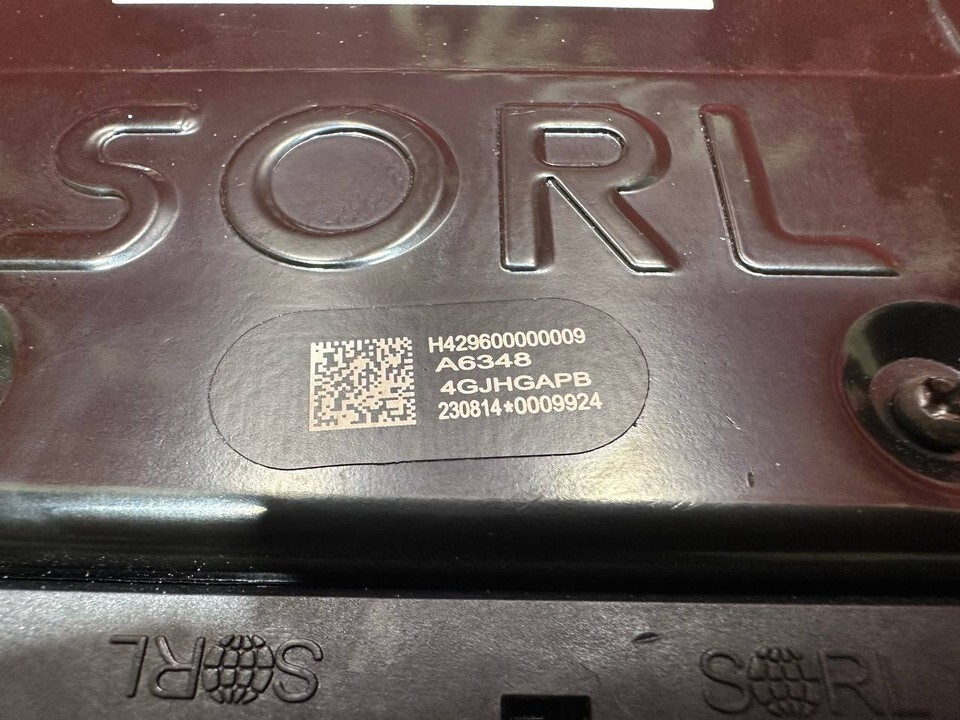 SORL
H429600000009
A6348
4GJHGAPB
230814*0009924
SORL
SORL